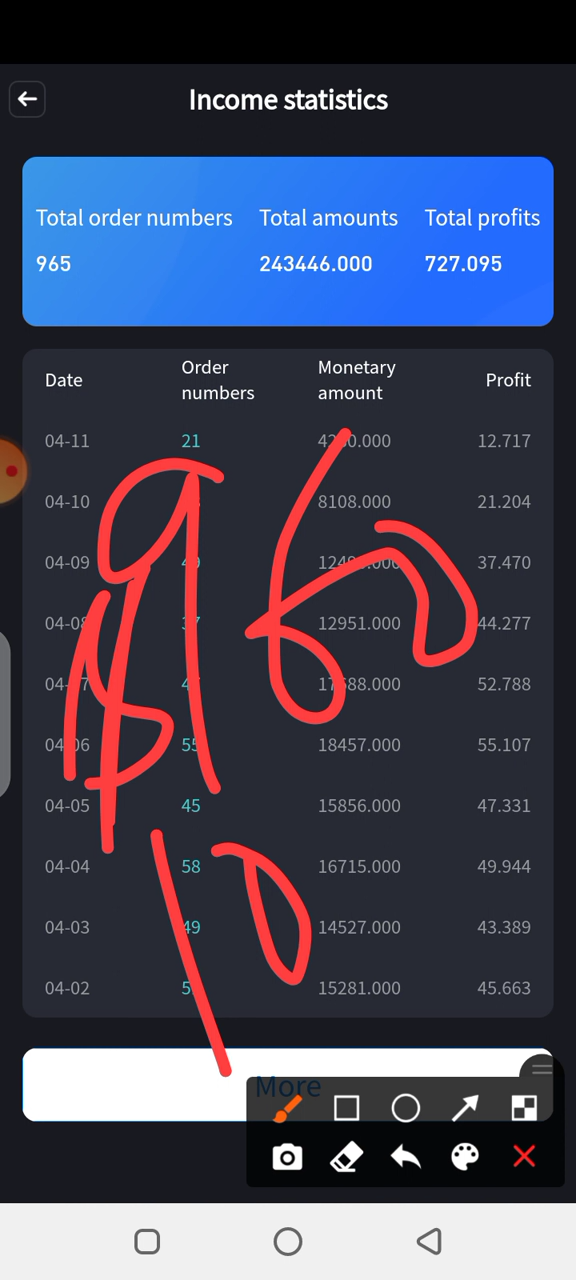 Income statistics
Total order numbers Total amounts Total profits
965 243446.000 727.095
Date Order numbers Monetary amount Profit
04-11 21 12.717
04-10 8108.000 21.204
04-09 37.470
04-08 12951.000 44.277
52.788
04-06 55 18457.000 55.107
04-05 45 15856.000 47.331
04-04 58 16715.000 49.944
04-03 49 14527.000 43.389
04-02 15281.000 45.663
960
$
10
More